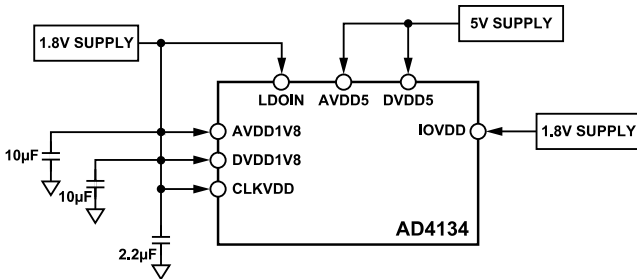 5V SUPPLY
1.8V SUPPLY
LDOIN AVDD5 DVDD5
AVDD1V8
IOVDD
1.8V SUPPLY
10µF
DVDD1V8
10µF
CLKVDD
AD4134
2.2µF